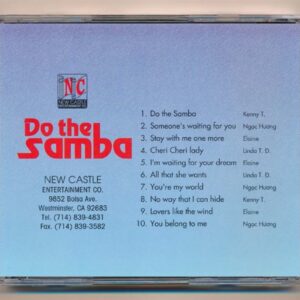 NC
NEW CASTLE
Do the
samba
NEW CASTLE
ENTERTAINMENT CO.
9852 Bolsa Ave.
Westminster, CA 92683
Tel. (714) 839-4831
Fax. (714) 839-3582
1. Do the Samba Kenny T.
2. Someone's waiting for you Ngọc Hương
3. Stay with me one more Elaine
4. Cheri Cheri lady Linda T. D.
5. I'm waiting for your dream Elaine
6. All that she wants Linda T. D.
7. You're my world Ngọc Hương
8. No way that I can hide Kenny T.
9. Lovers like the wind Elaine
10. You belong to me Ngọc Hương